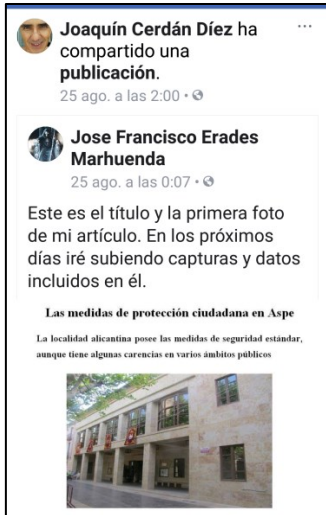 Joaquín Cerdán Díez ha
compartido una
publicación.
25 ago. a las 2:00 •
Jose Francisco Erades
Marhuenda
25 ago. a las 0:07 •
Este es el título y la primera foto
de mi artículo. En los próximos
días iré subiendo capturas y datos
incluidos en él.
Las medidas de protección ciudadana en Aspe
La localidad alicantina posee las medidas de seguridad estándar,
aunque tiene algunas carencias en varios ámbitos públicos